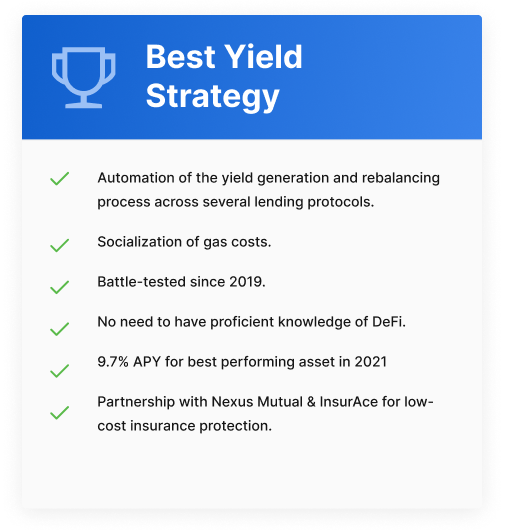 Best Yield
Strategy
Automation of the yield generation and rebalancing
process across several lending protocols.
Socialization of gas costs.
Battle-tested since 2019.
No need to have proficient knowledge of DeFi.
9.7% APY for best performing asset in 2021
Partnership with Nexus Mutual & InsurAce for low-
cost insurance protection.